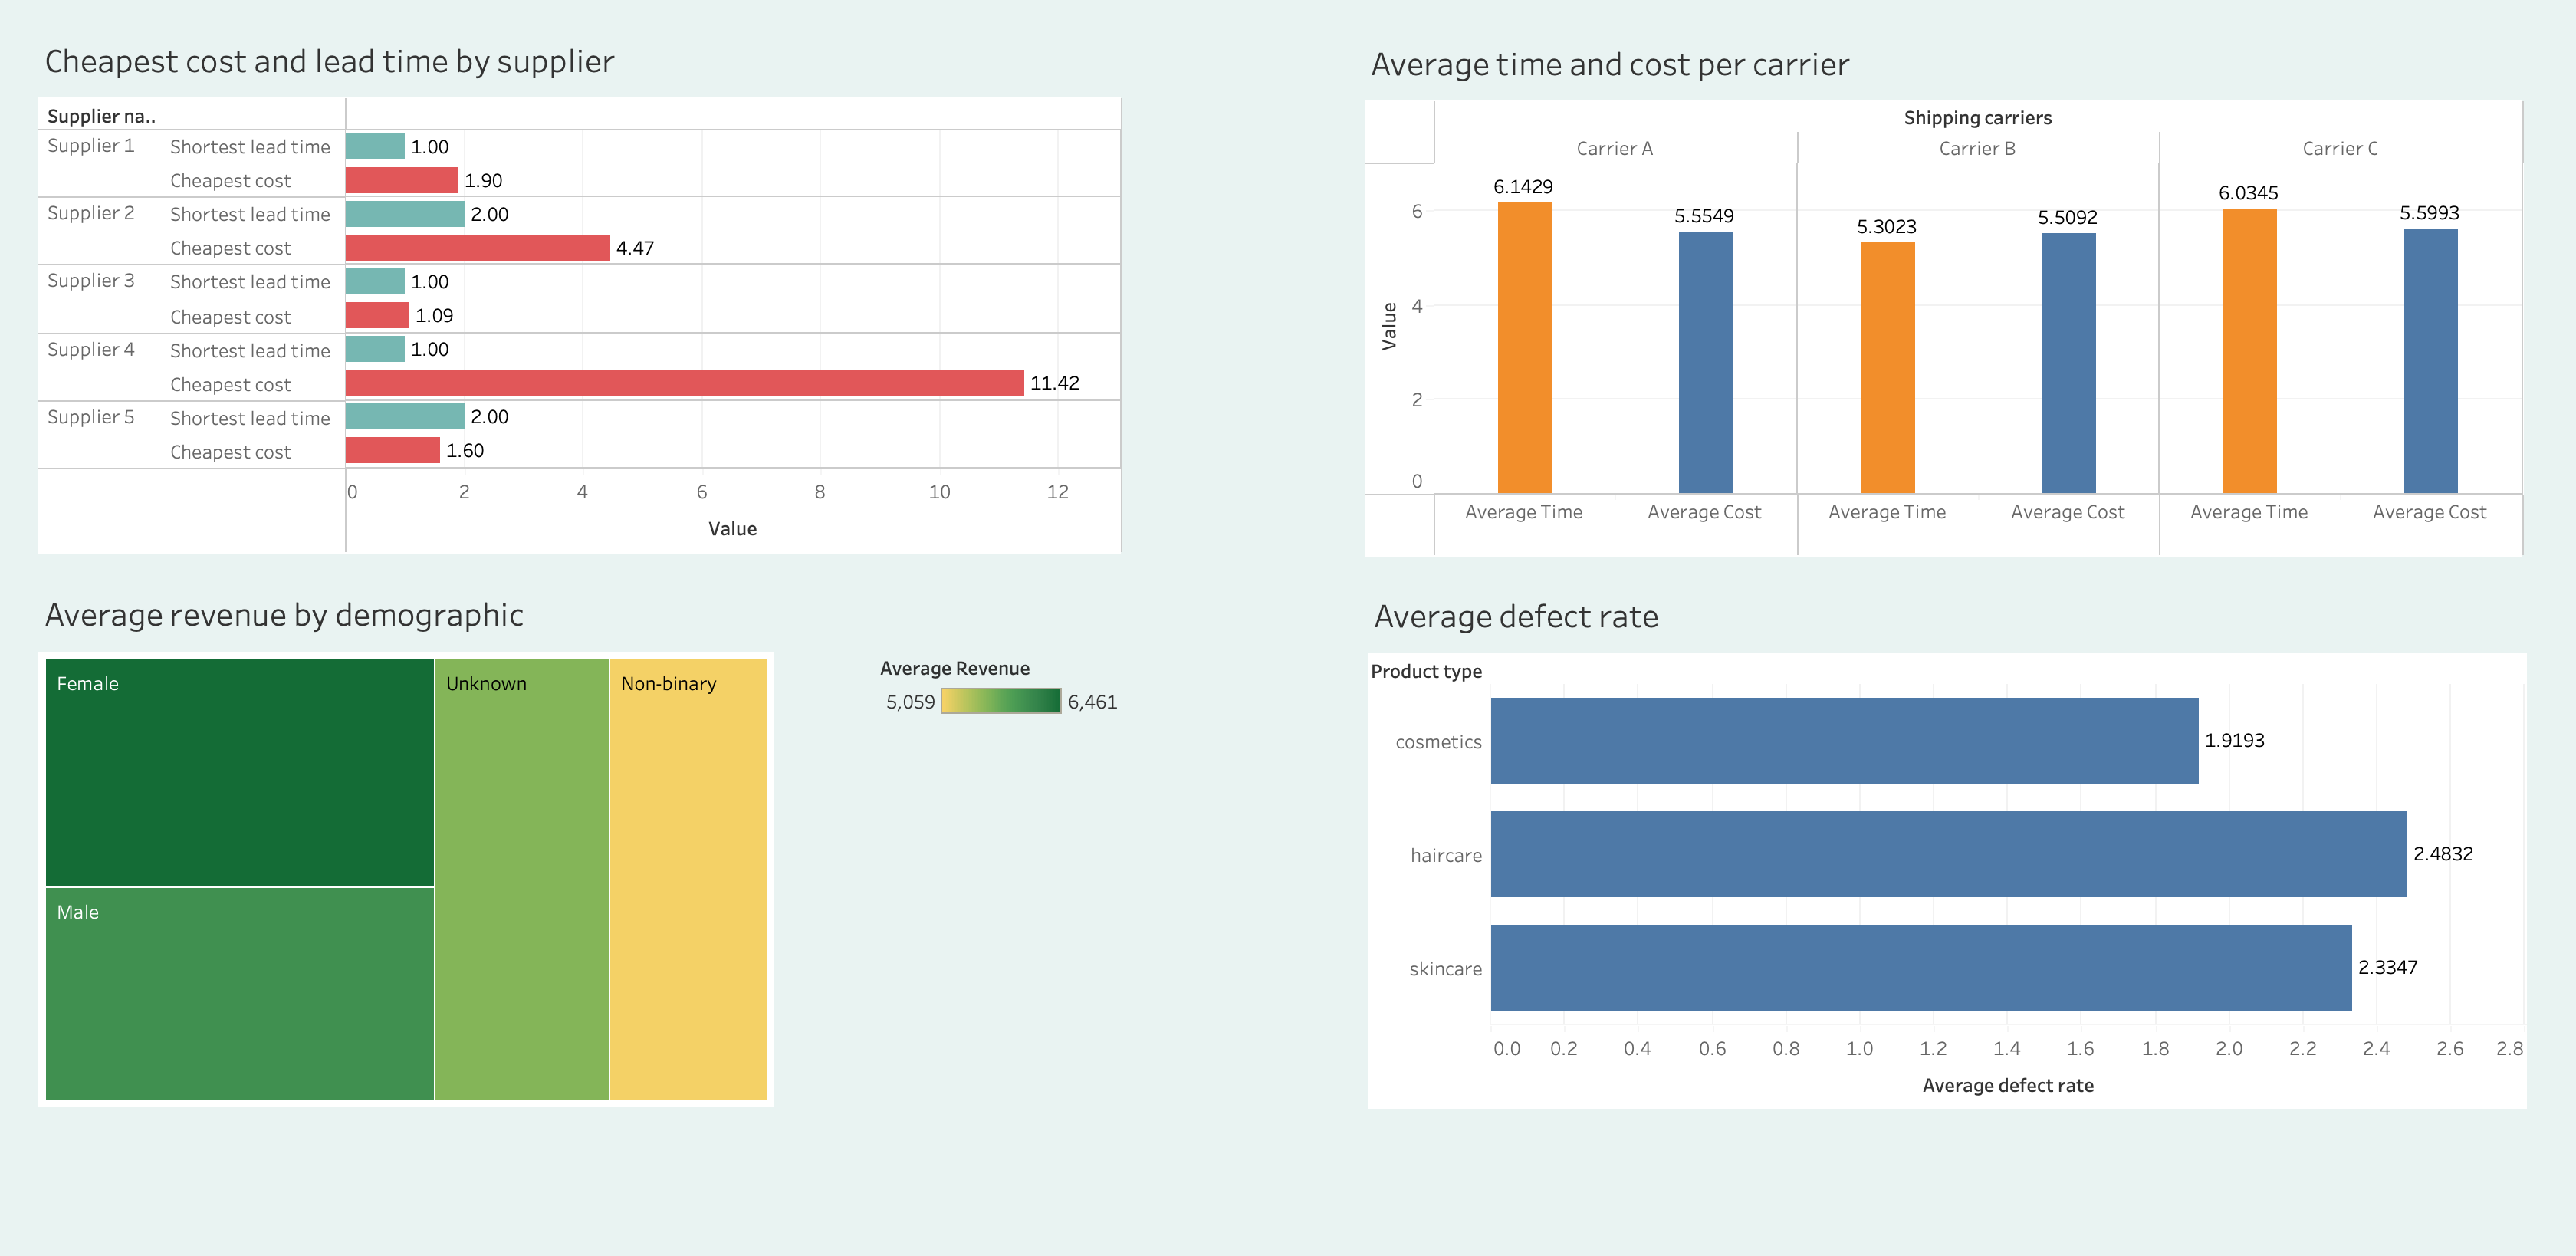 Cheapest cost and lead time by supplier
Supplier na..
Supplier 1 Shortest lead time 1.00
Cheapest cost 1.90
Supplier 2 Shortest lead time 2.00
Cheapest cost 4.47
Supplier 3 Shortest lead time 1.00
Cheapest cost 1.09
Supplier 4 Shortest lead time 1.00
Cheapest cost 11.42
Supplier 5 Shortest lead time 2.00
Cheapest cost 1.60
0 2 4 6 8 10 12
Value
Average time and cost per carrier
Shipping carriers
Carrier A Carrier B Carrier C
6.1429 5.5549 5.3023 5.5092 6.0345 5.5993
6
4
2
0
Value
Average Time Average Cost Average Time Average Cost Average Time Average Cost
Average revenue by demographic
Female
Male
Unknown
Non-binary
Average Revenue
5,059 6,461
Average defect rate
Product type
cosmetics 1.9193
haircare 2.4832
skincare 2.3347
0.0 0.2 0.4 0.6 0.8 1.0 1.2 1.4 1.6 1.8 2.0 2.2 2.4 2.6 2.8
Average defect rate